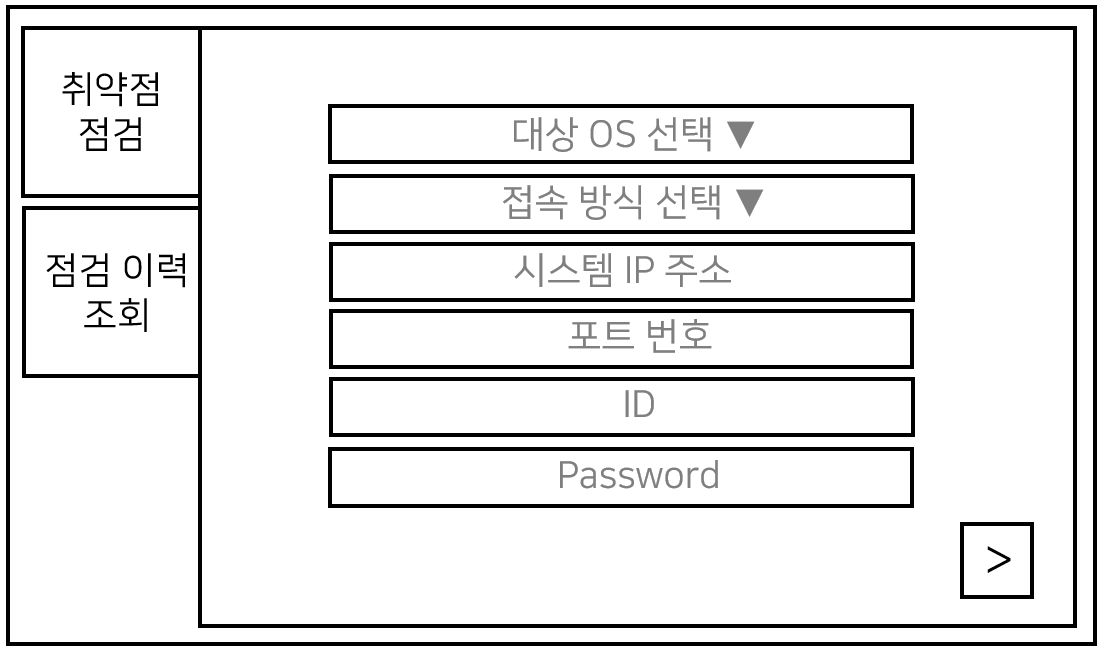 취약점
점검
점검 이력
조회
대상 OS 선택 ▼
접속 방식 선택 ▼
시스템 IP 주소
포트 번호
ID
Password
>